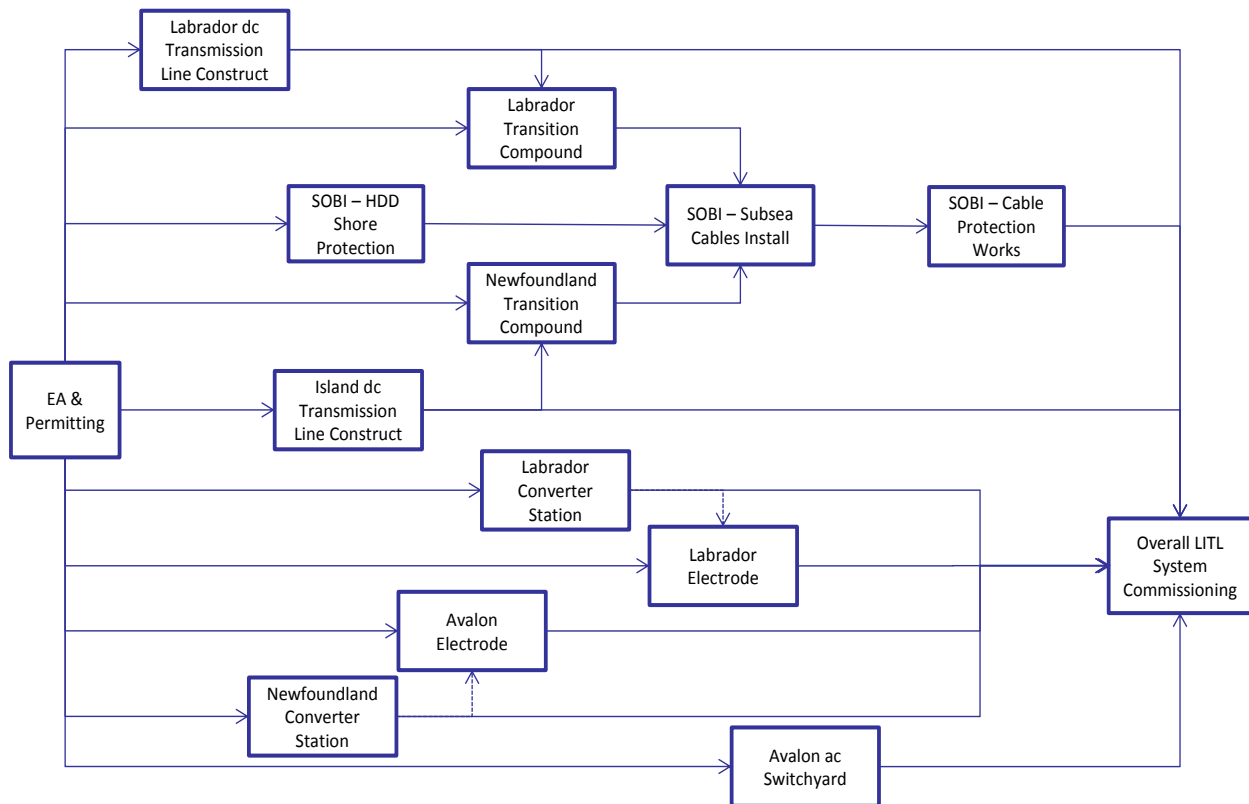 Labrador dc
Transmission
Line Construct
Labrador
Transition
Compound
SOBI – HDD
Shore
Protection
SOBI – Subsea
Cables Install
SOBI – Cable
Protection
Works
Newfoundland
Transition
Compound
EA &
Permitting
Island dc
Transmission
Line Construct
Labrador
Converter
Station
Labrador
Electrode
Overall LITL
System
Commissioning
Avalon
Electrode
Newfoundland
Converter
Station
Avalon ac
Switchyard